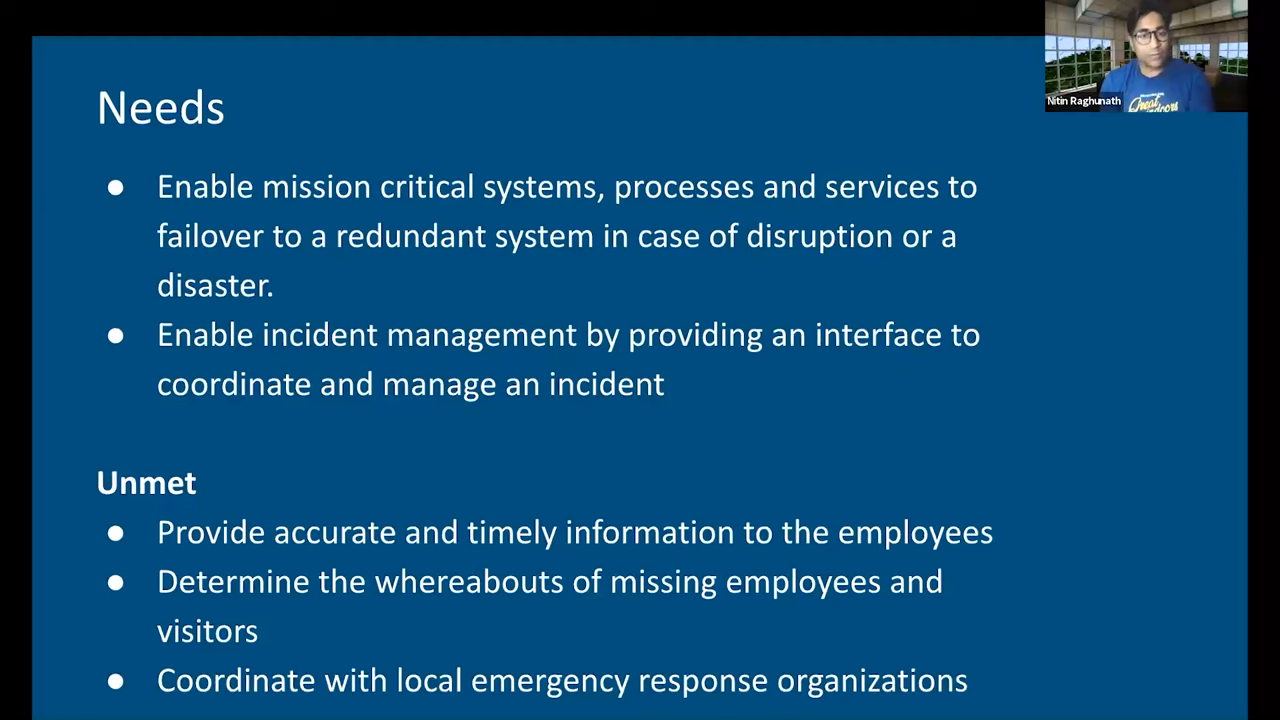 Needs
● Enable mission critical systems, processes and services to
failover to a redundant system in case of disruption or a
disaster.
● Enable incident management by providing an interface to
coordinate and manage an incident
Unmet
● Provide accurate and timely information to the employees
● Determine the whereabouts of missing employees and
visitors
● Coordinate with local emergency response organizations
Nitin Raghunath